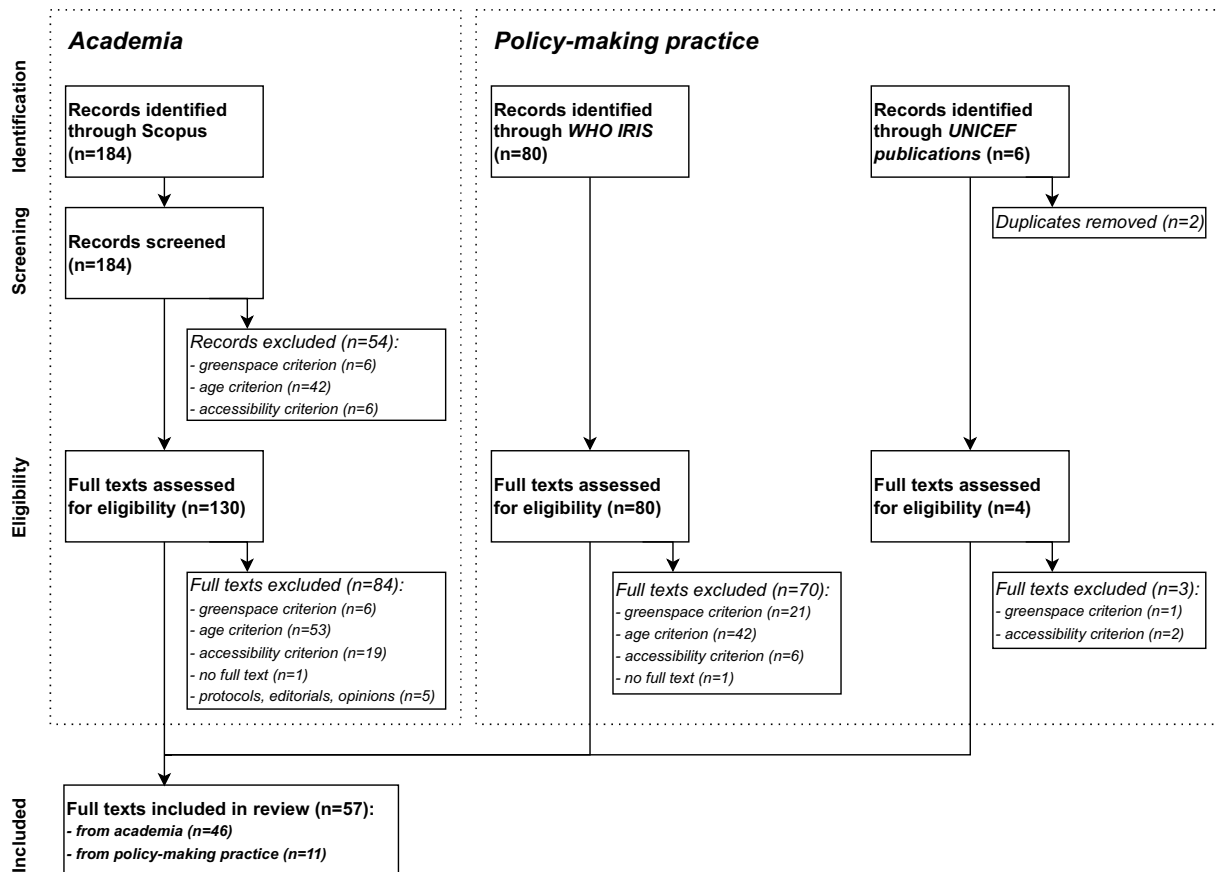 Academia
Policy-making practice
Identification
Records identified
through Scopus
(n=184)
Records identified
through WHO IRIS
(n=80)
Records identified
through UNICEF
publications (n=6)
Duplicates removed (n=2)
Screening
Records screened
(n=184)
Records excluded (n=54):
- greenspace criterion (n=6)
- age criterion (n=42)
- accessibility criterion (n=6)
Eligibility
Full texts assessed
for eligibility (n=130)
Full texts assessed
for eligibility (n=80)
Full texts assessed
for eligibility (n=4)
Full texts excluded (n=84):
- greenspace criterion (n=6)
- age criterion (n=53)
- accessibility criterion (n=19)
- no full text (n=1)
- protocols, editorials, opinions (n=5)
Full texts excluded (n=70):
- greenspace criterion (n=21)
- age criterion (n=42)
- accessibility criterion (n=6)
- no full text (n=1)
Full texts excluded (n=3):
- greenspace criterion (n=1)
- accessibility criterion (n=2)
Included
Full texts included in review (n=57):
- from academia (n=46)
- from policy-making practice (n=11)